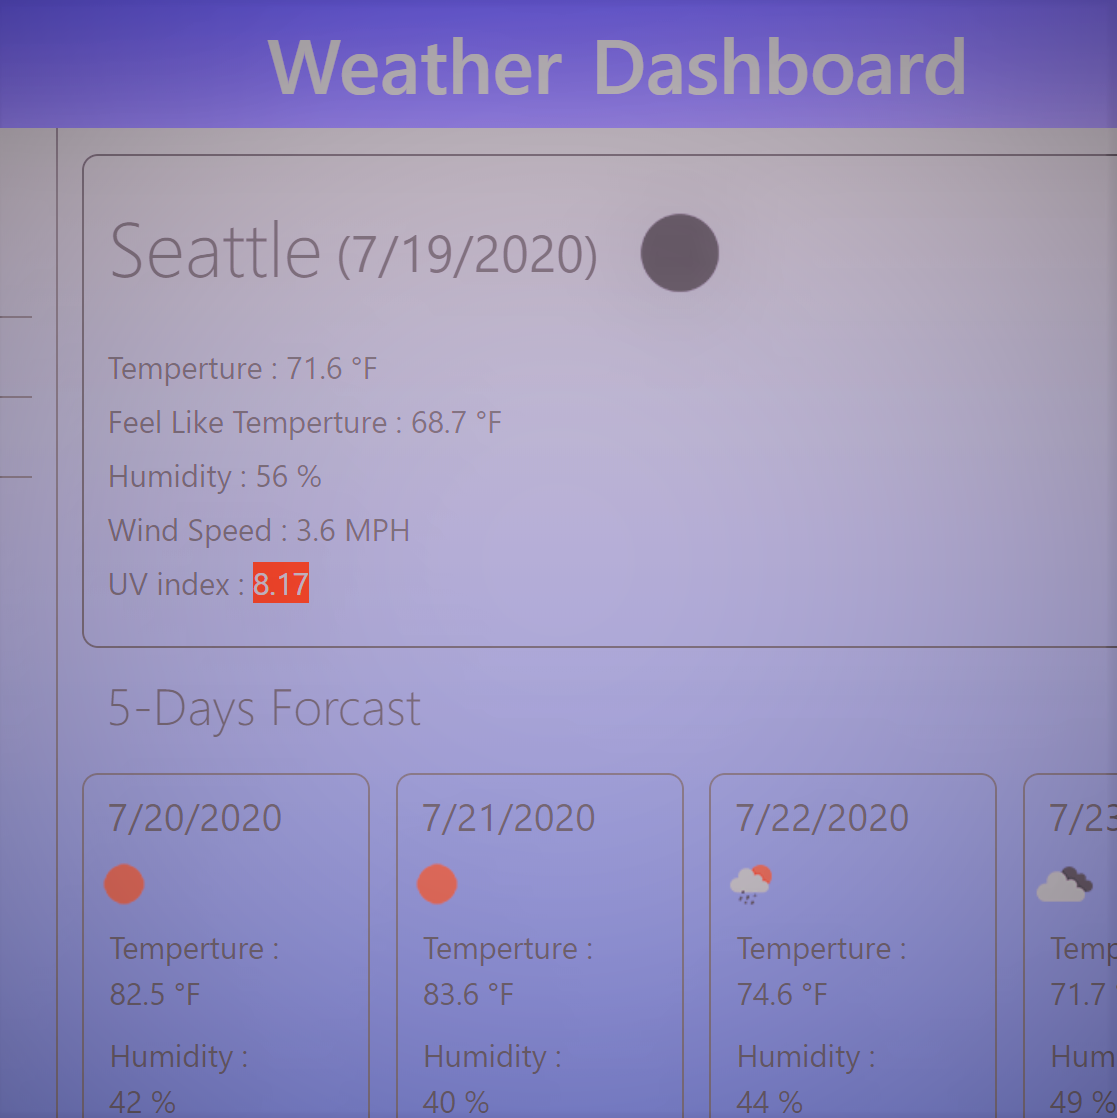 Weather Dashboard
Seattle (7/19/2020)
Temperture : 71.6 °F
Feel Like Temperture : 68.7 °F
Humidity : 56 %
Wind Speed : 3.6 MPH
UV index : 8.17
5-Days Forcast
7/20/2020
Temperture :
82.5 °F
Humidity :
42 %
7/21/2020
Temperture :
83.6 °F
Humidity :
40 %
7/22/2020
Temperture :
74.6 °F
Humidity :
44 %
7/23
Temp
71.7
Hum
49 %